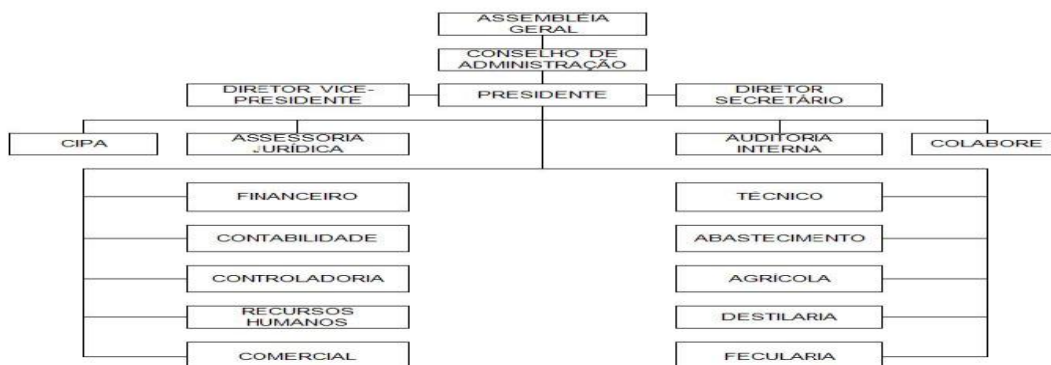 ASSEMBLÉIA
GERAL
CONSELHO DE
ADMINISTRAÇÃO
DIRETOR VICE-
PRESIDENTE
PRESIDENTE
DIRETOR
SECRETÁRIO
CIPA
ASSESSORIA
JURÍDICA
AUDITORIA
INTERNA
COLABORE
FINANCEIRO
TÉCNICO
CONTABILIDADE
ABASTECIMENTO
CONTROLADORIA
AGRÍCOLA
RECURSOS
HUMANOS
DESTILARIA
COMERCIAL
FECULARIA